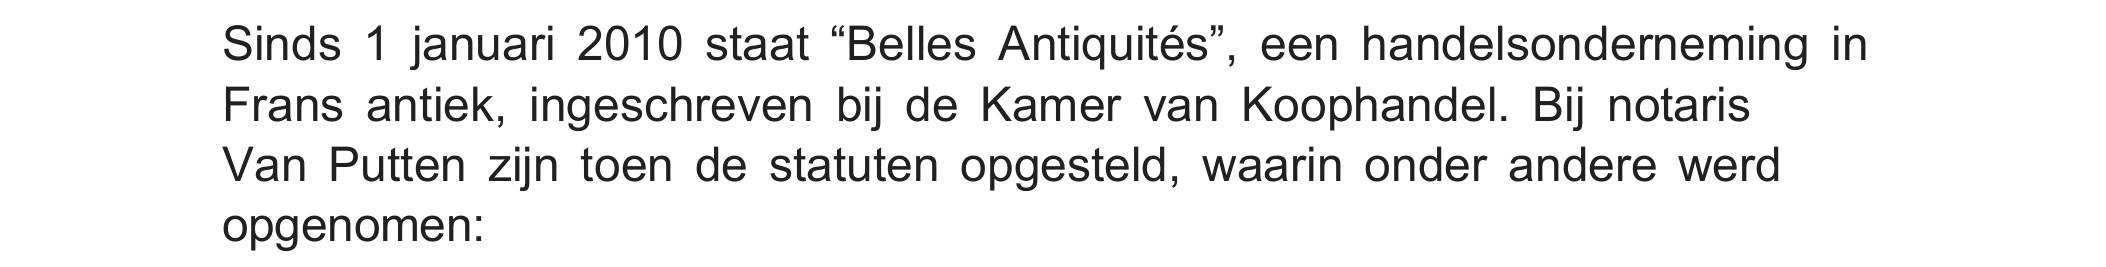 Sinds 1 januari 2010 staat “Belles Antiquités”, een handelsonderneming in
Frans antiek, ingeschreven bij de Kamer van Koophandel. Bij notaris
Van Putten zijn toen de statuten opgesteld, waarin onder andere werd
opgenomen: